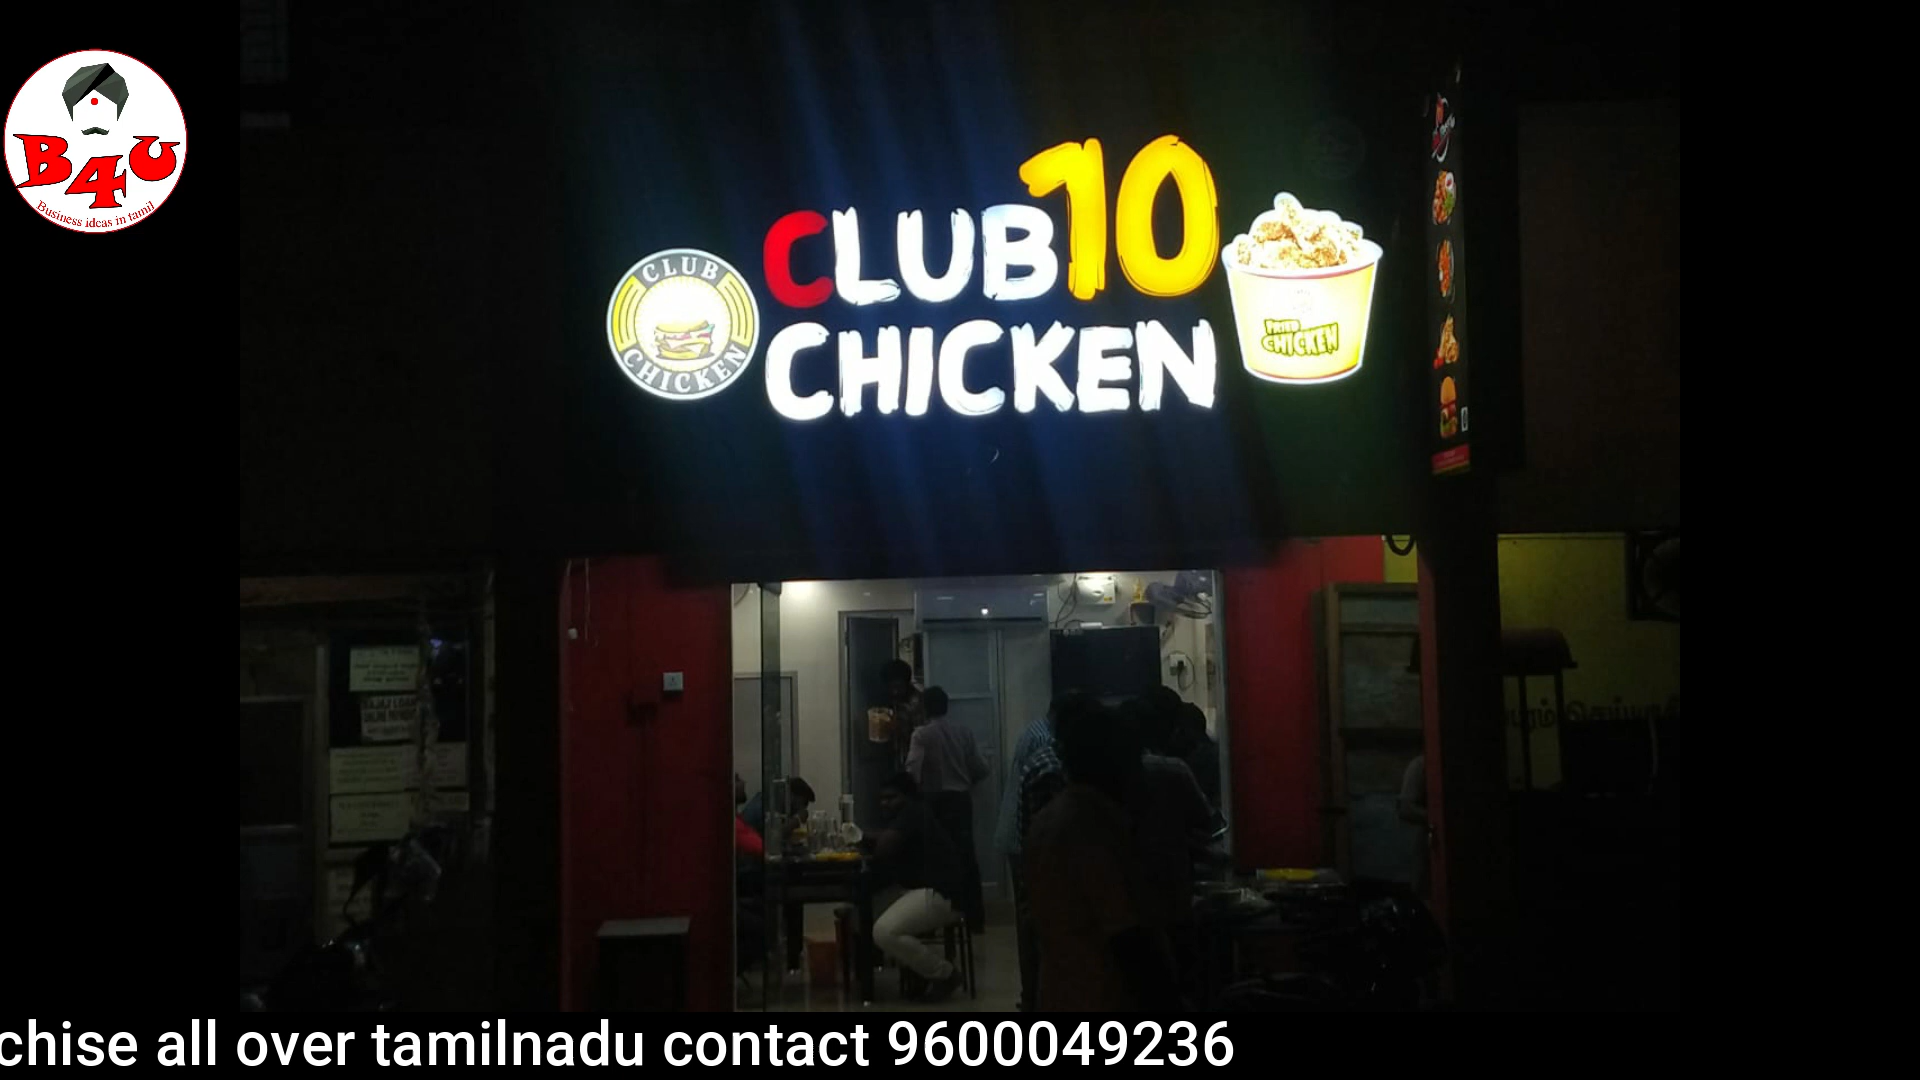 B4U
Business ideas in tamil
CLUB 10
CHICKEN
CLUB
CHICKEN
FRIED
CHICKEN
chise all over tamilnadu contact 9600049236